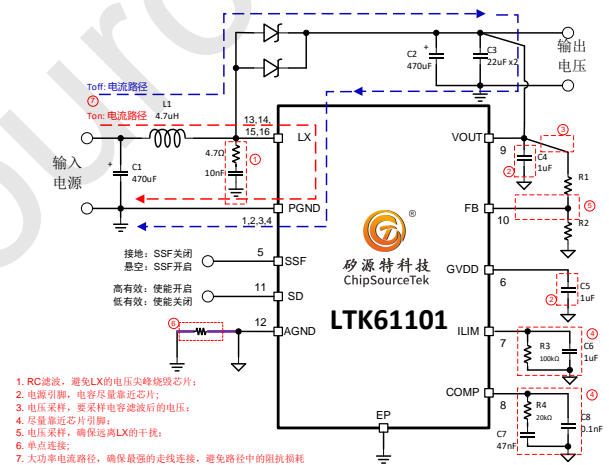 Toff: 电流路径
⑦
Ton: 电流路径
L1
4.7uH
13,14,
15,16
LX
4.7Ω
10nF
①
输入
电源
+
C1
470uF
PGND
1,2,3,4
+
C2
470uF
C3
22uF x2
输出
电压
VOUT
9
③
②
C4
1uF
R1
FB
10
⑤
R2
接地：SSF关闭
悬空：SSF开启
5
SSF
高有效：使能开启
低有效：使能关闭
11
SD
12
AGND
⑥
®
矽源特科技
ChipSourceTek
LTK61101
GVDD
6
②
C5
1uF
ILIM
7
④
R3
100kΩ
C6
1uF
COMP
8
④
R4
20kΩ
C7
47nF
C8
0.1nF
EP
1. RC滤波，避免LX的电压尖峰烧毁芯片；
2. 电源引脚，电容尽量靠近芯片;
3. 电压采样，要采样电容滤波后的电压；
4. 尽量靠近芯片引脚；
5. 电压采样，确保远离LX的干扰；
6. 单点连接；
7. 大功率电流路径，确保最强的走线连接，避免路径中的阻抗损耗